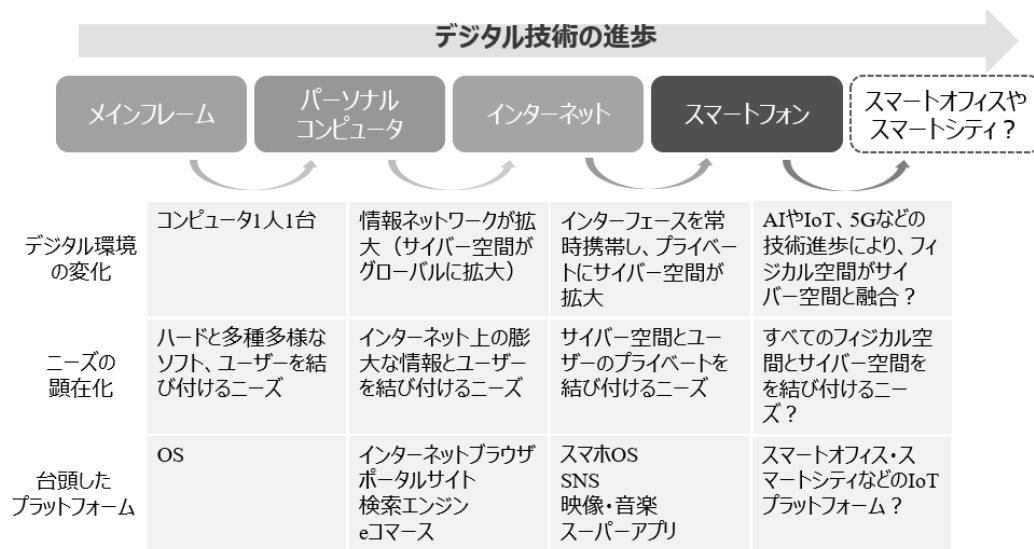 デジタル技術の進歩
メインフレーム
パーソナル
コンピュータ
インターネット
スマートフォン
スマートオフィスや
スマートシティ？
デジタル環境
の変化
コンピュータ1人1台
情報ネットワークが拡
大（サイバー空間が
グローバルに拡大）
インターフェースを常
時携帯し、プライベー
トにサイバー空間が
拡大
AIやIoT、5Gなどの
技術進歩により、フィ
ジカル空間がサイ
バー空間と融合？
ニーズの
顕在化
ハードと多種多様な
ソフト、ユーザーを結
び付けるニーズ
インターネット上の膨
大な情報とユーザー
を結び付けるニーズ
サイバー空間とユー
ザーのプライベートを
結び付けるニーズ
すべてのフィジカル空
間とサイバー空間を
を結び付けるニー
ズ？
台頭した
プラットフォーム
OS
インターネットブラウザ
ポータルサイト
検索エンジン
eコマース
スマホOS
SNS
映像・音楽
スーパーアプリ
スマートオフィス・ス
マートシティなどのIoT
プラットフォーム？